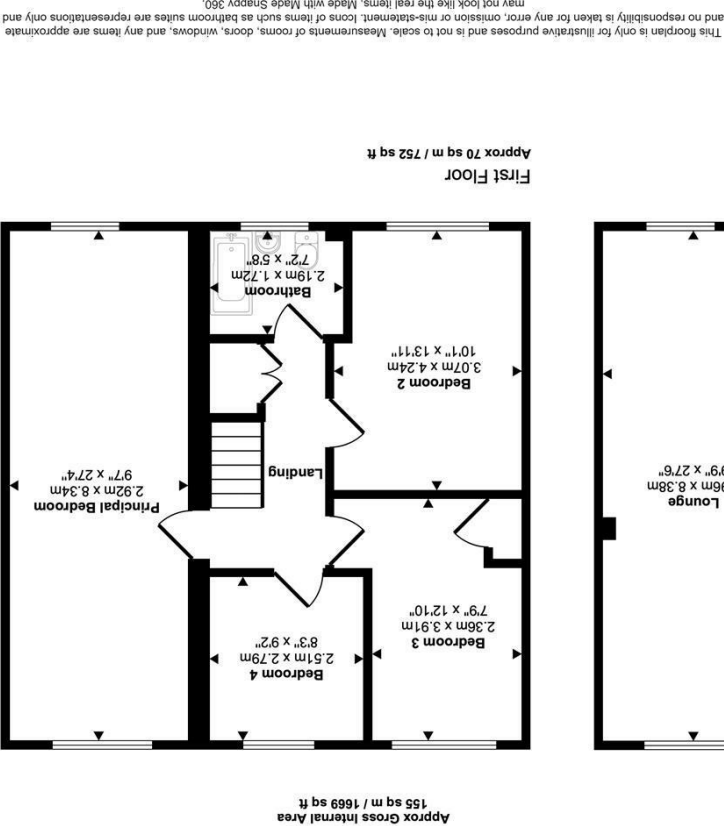 Approx Gross Internal Area
155 sq m / 1669 sq ft
Bedroom 3
2.36m x 3.91m
7'9" x 12'10"
Bedroom 4
2.51m x 2.79m
8'3" x 9'2"
Lounge
96m x 8.38m
9'9" x 27'6"
Landing
Principal Bedroom
2.92m x 8.34m
9'7" x 27'4"
Bedroom 2
3.07m x 4.24m
10'1" x 13'11"
Bathroom
2.19m x 1.72m
7'2" x 5'8"
First Floor
Approx 70 sq m / 752 sq ft
This floorplan is only for illustrative purposes and is not to scale. Measurements of rooms, doors, windows, and any items are approximate
and no responsibility is taken for any error, omission or mis-statement. Icons of items such as bathroom suites are representations only and
may not look like the real items. Made with Made Snappy 360.